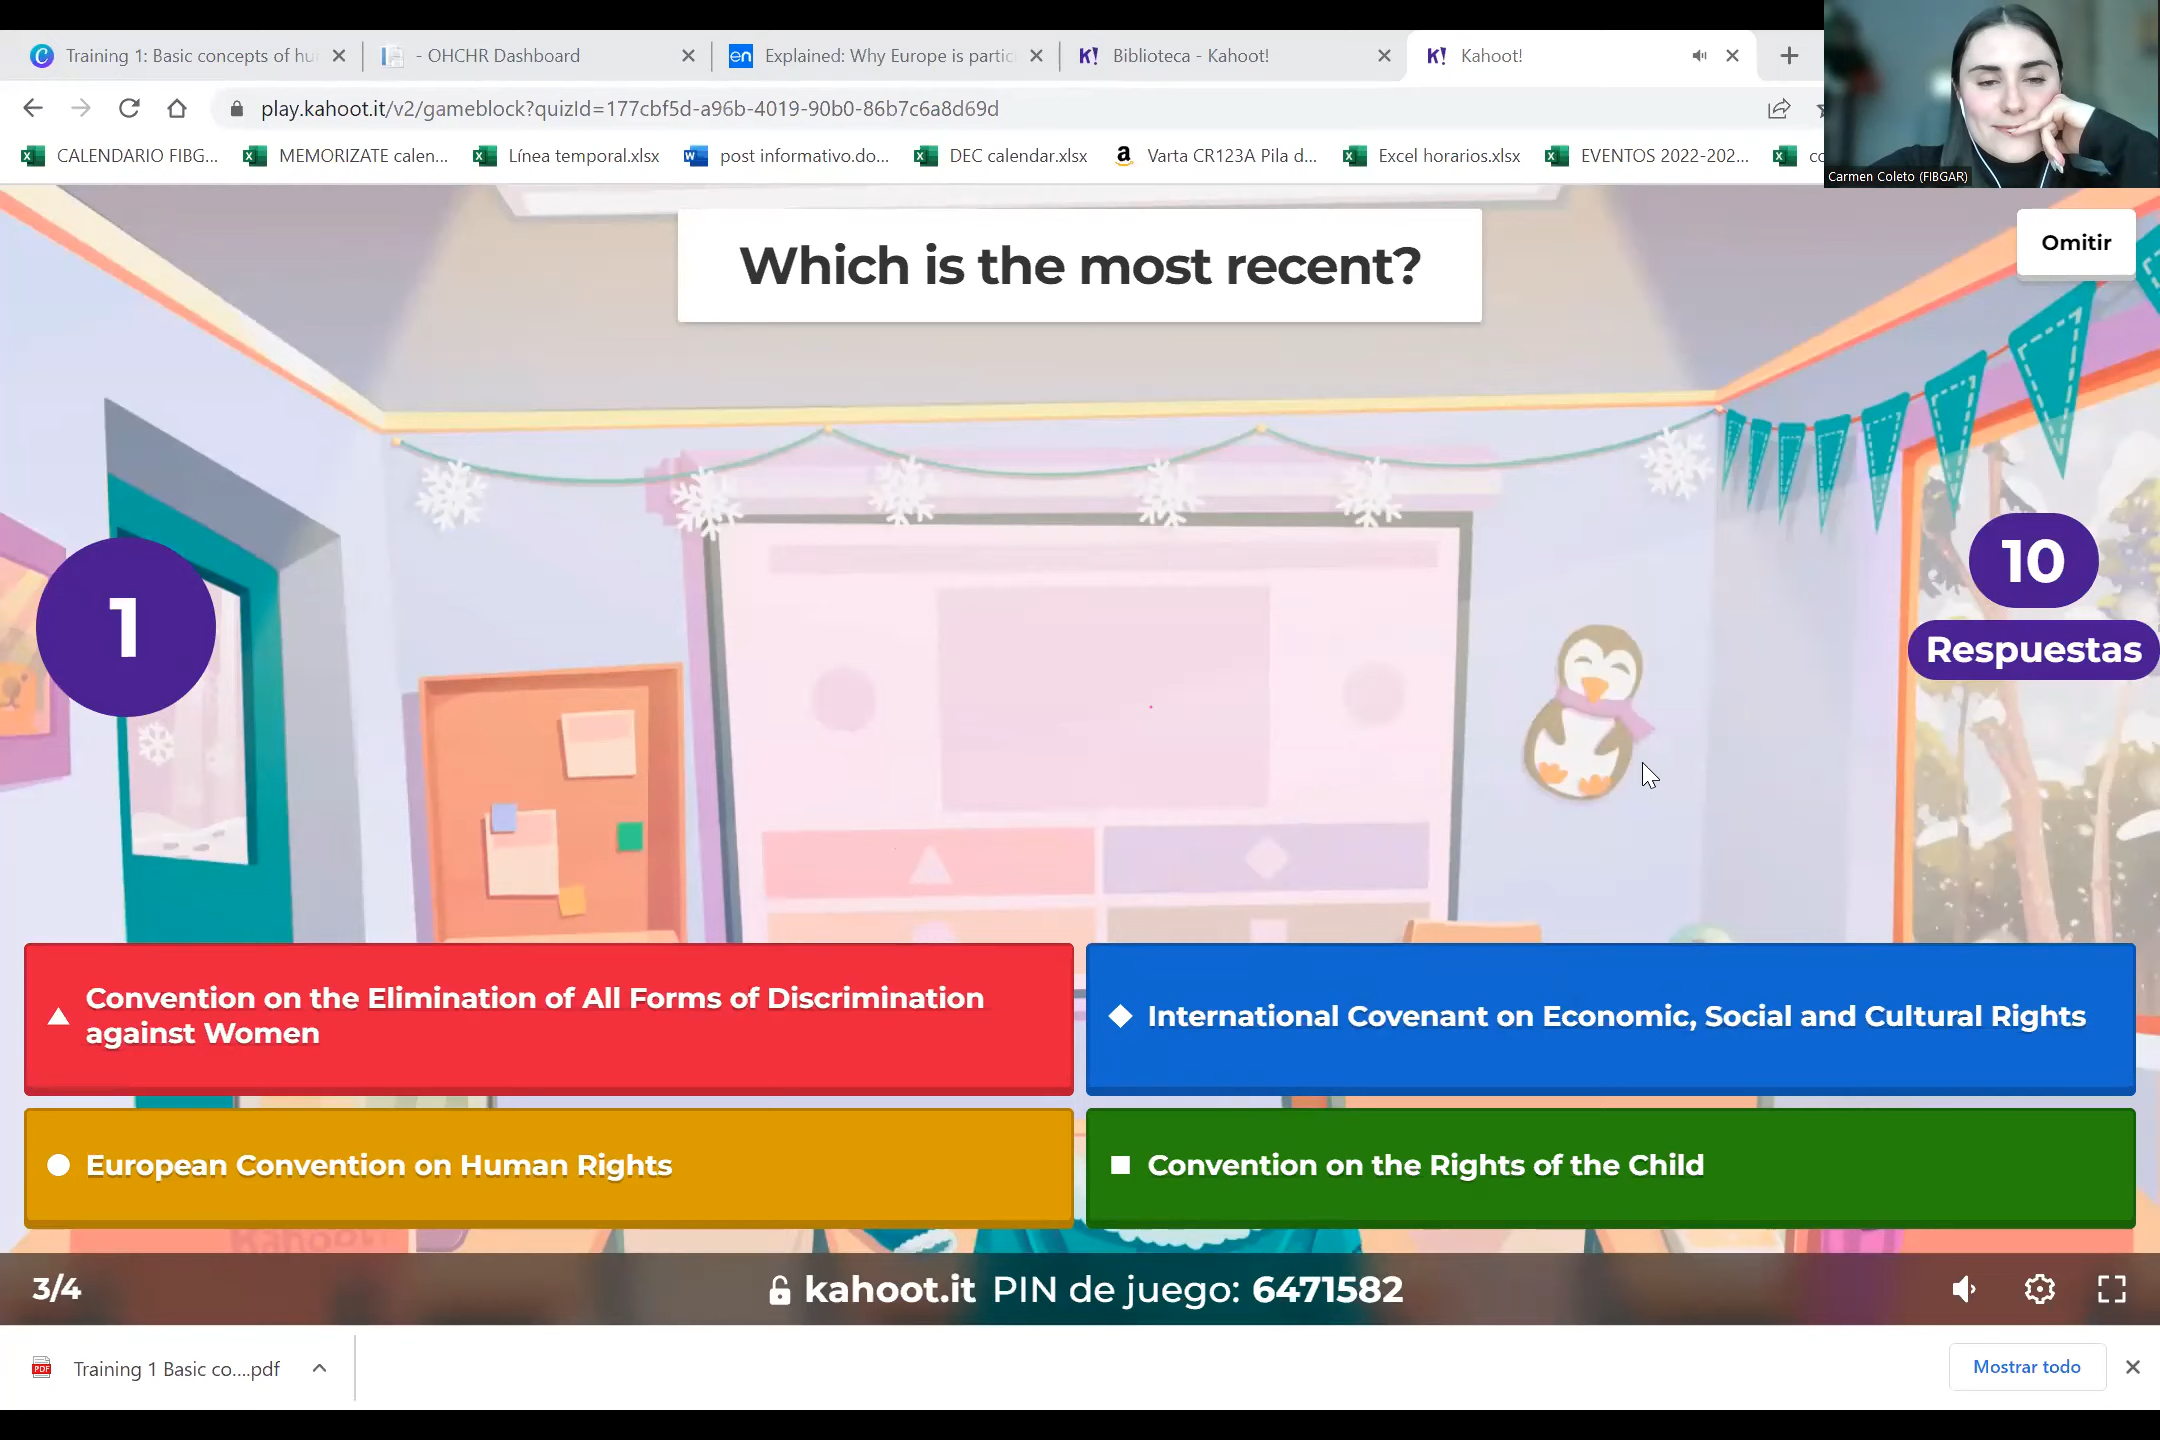 Training 1: Basic concepts of hu
- OHCHR Dashboard
en
Explained: Why Europe is partic
K!
Biblioteca - Kahoot!
K!
Kahoot!
play.kahoot.it/v2/gameblock?quizId=177cbf5d-a96b-4019-90b0-86b7c6a8d69d
CALENDARIO FIBG...
MEMORIZATE calen...
Línea temporal.xlsx
post informativo.do...
DEC calendar.xlsx
Varta CR123A Pila d...
Excel horarios.xlsx
EVENTOS 2022-202...
Carmen Coleto (FIBGAR)
Which is the most recent?
Omitir
1
10
Respuestas
Convention on the Elimination of All Forms of Discrimination
against Women
International Covenant on Economic, Social and Cultural Rights
European Convention on Human Rights
Convention on the Rights of the Child
Kahoot!
3/4
kahoot.it PIN de juego: 6471582
PDF
Training 1 Basic co....pdf
Mostrar todo